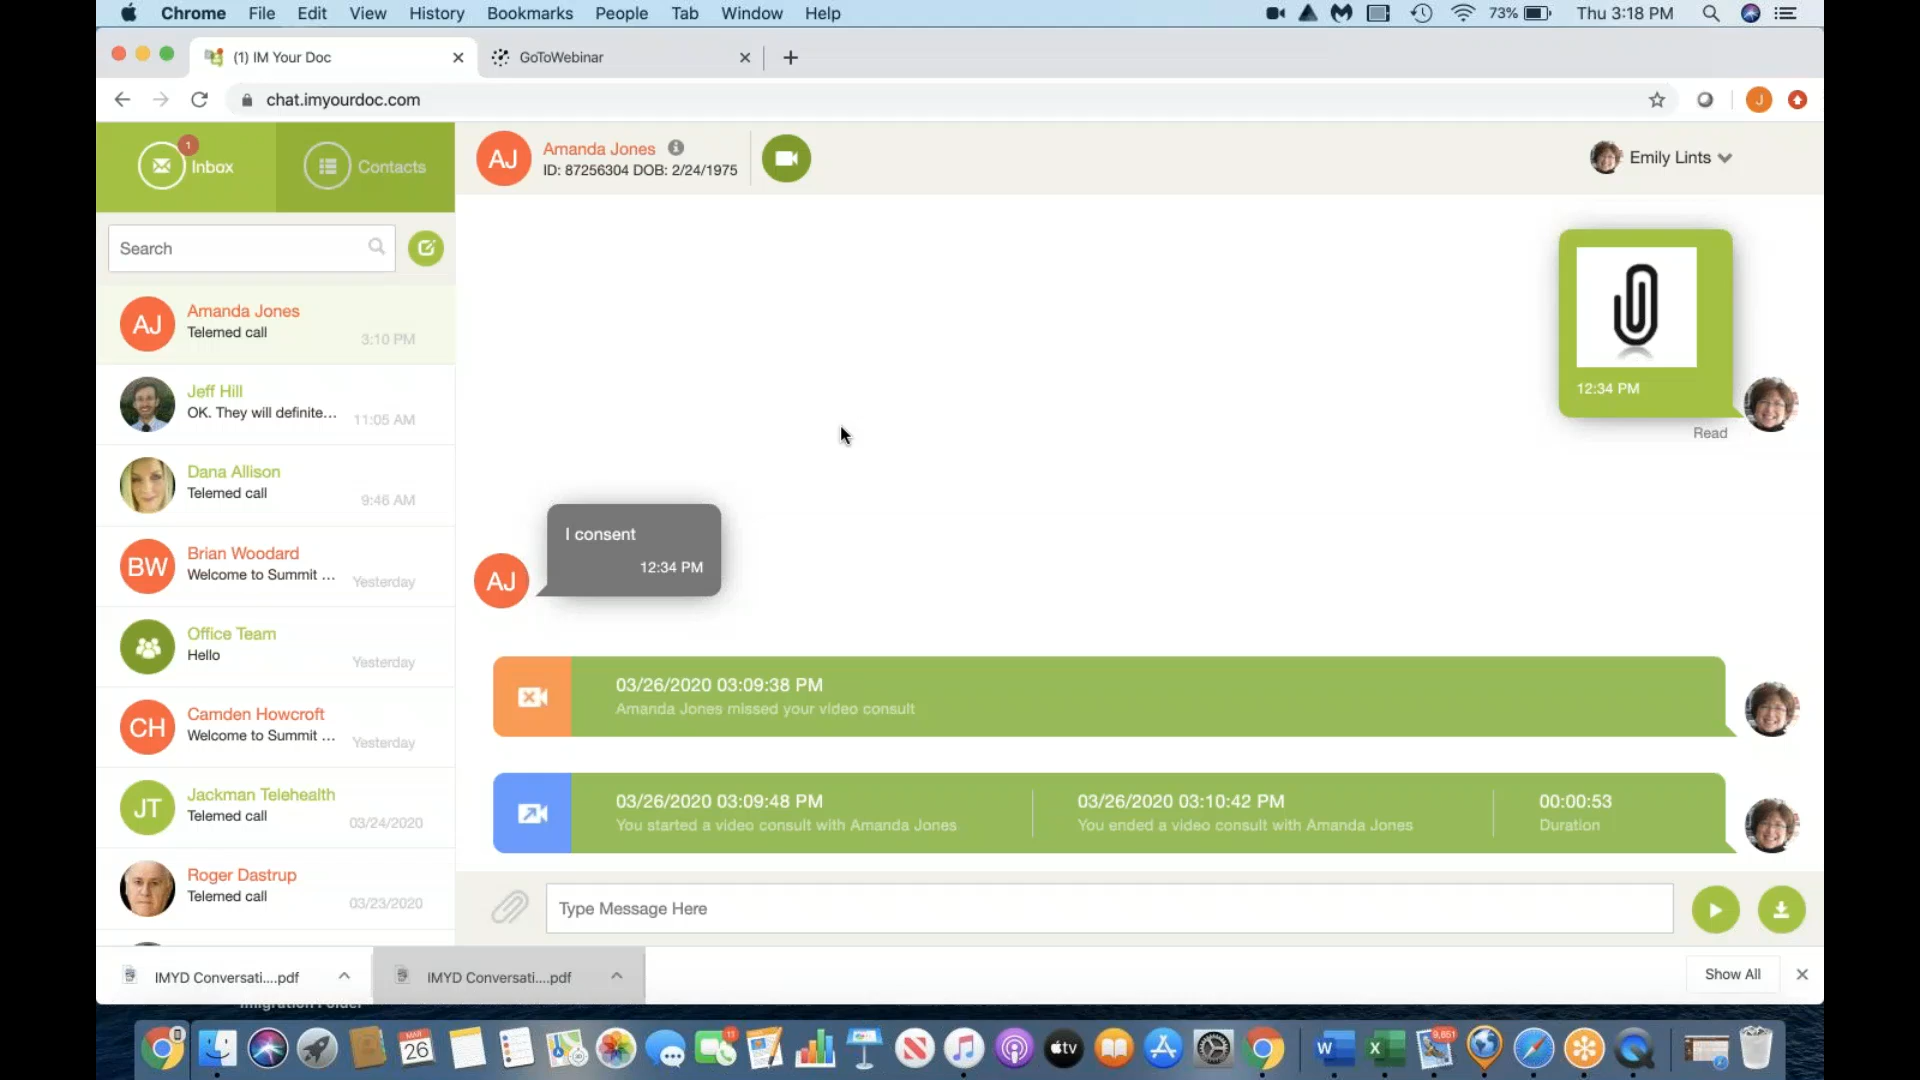 Chrome File Edit View History Bookmarks People Tab Window Help
73% Thu 3:18 PM
(1) IM Your Doc
GoToWebinar
chat.imyourdoc.com
J
1
Inbox
Contacts
Search
AJ
Amanda Jones
Telemed call
3:10 PM
Jeff Hill
OK. They will definite...
11:05 AM
Dana Allison
Telemed call
9:46 AM
BW
Brian Woodard
Welcome to Summit ...
Yesterday
Office Team
Hello
Yesterday
CH
Camden Howcroft
Welcome to Summit ...
Yesterday
JT
Jackman Telehealth
Telemed call
03/24/2020
Roger Dastrup
Telemed call
03/23/2020
AJ
Amanda Jones
ID: 87256304 DOB: 2/24/1975
Emily Lints
12:34 PM
Read
AJ
I consent
12:34 PM
03/26/2020 03:09:38 PM
Amanda Jones missed your video consult
03/26/2020 03:09:48 PM
You started a video consult with Amanda Jones
03/26/2020 03:10:42 PM
You ended a video consult with Amanda Jones
00:00:53
Duration
Type Message Here
IMYD Conversati....pdf
IMYD Conversati....pdf
Show All
MAR
26
11
tv
W
X
9,851